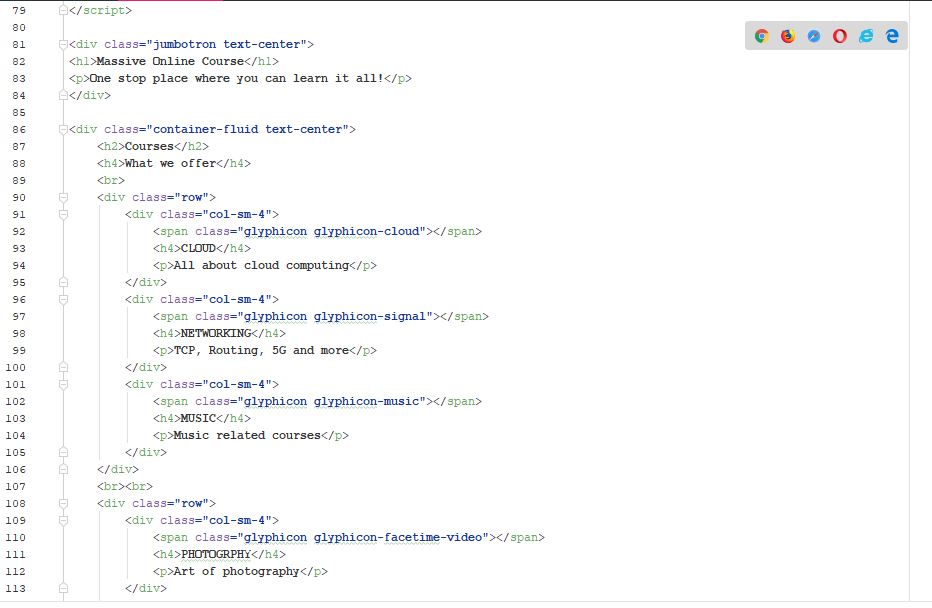 79 </script>
80
81 <div class="jumbotron text-center">
82 <h1>Massive Online Course</h1>
83 <p>One stop place where you can learn it all!</p>
84 </div>
85
86 <div class="container-fluid text-center">
87 <h2>Courses</h2>
88 <h4>What we offer</h4>
89 <br>
90 <div class="row">
91 <div class="col-sm-4">
92 <span class="glyphicon glyphicon-cloud"></span>
93 <h4>CLOUD</h4>
94 <p>All about cloud computing</p>
95 </div>
96 <div class="col-sm-4">
97 <span class="glyphicon glyphicon-signal"></span>
98 <h4>NETWORKING</h4>
99 <p>TCP, Routing, 5G and more</p>
100 </div>
101 <div class="col-sm-4">
102 <span class="glyphicon glyphicon-music"></span>
103 <h4>MUSIC</h4>
104 <p>Music related courses</p>
105 </div>
106 </div>
107 <br><br>
108 <div class="row">
109 <div class="col-sm-4">
110 <span class="glyphicon glyphicon-facetime-video"></span>
111 <h4>PHOTOGRPHY</h4>
112 <p>Art of photography</p>
113 </div>